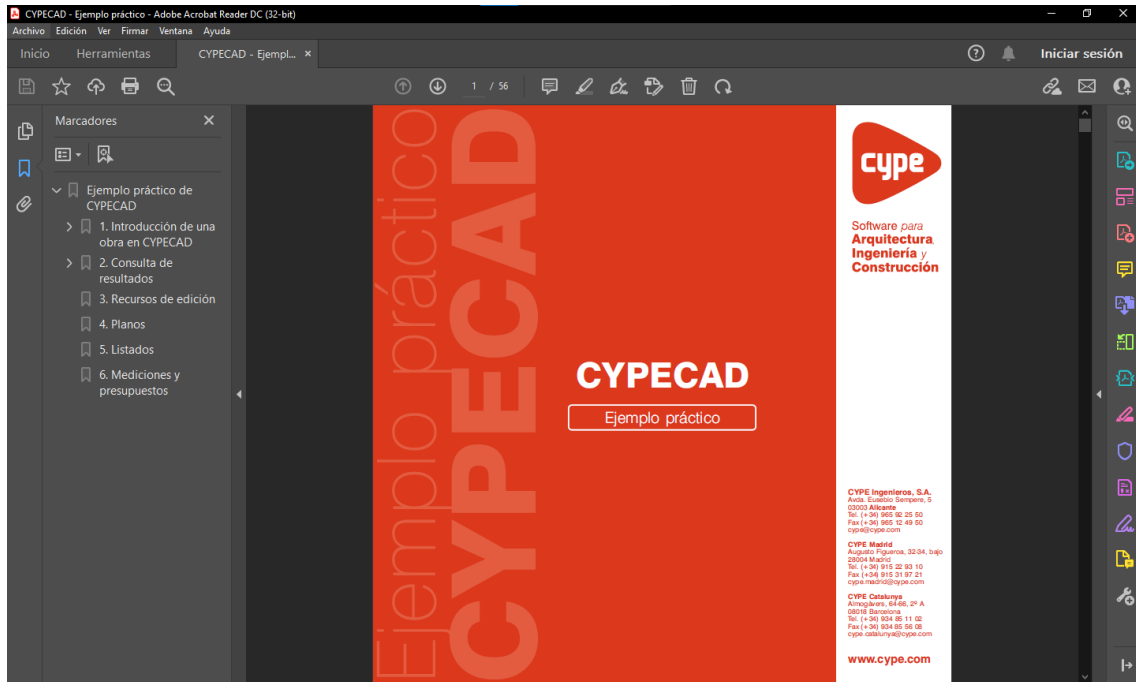 CYPECAD - Ejemplo práctico - Adobe Acrobat Reader DC (32-bit)
Archivo Edición Ver Firmar Ventana Ayuda
Inicio Herramientas CYPECAD - Ejempl... × ? Iniciar sesión
1 / 56
Marcadores
Ejemplo práctico de
CYPECAD
1. Introducción de una
obra en CYPECAD
2. Consulta de
resultados
3. Recursos de edición
4. Planos
5. Listados
6. Mediciones y
presupuestos
Ejemplo práctico
CYPECAD
CYPECAD
Ejemplo práctico
cype
Software para
Arquitectura,
Ingeniería y
Construcción
CYPE Ingenieros, S.A.
Avda. Eusebio Sempere, 5
03003 Alicante
Tel. (+34) 965 92 25 50
Fax (+34) 965 12 49 50
cype@cype.com
CYPE Madrid
Augusto Figueroa, 32-34, bajo
28004 Madrid
Tel. (+34) 915 22 93 10
Fax (+34) 915 31 97 21
cype.madrid@cype.com
CYPE Catalunya
Almogàvers, 64-66, 2º A
08018 Barcelona
Tel. (+34) 934 85 11 02
Fax (+34) 934 85 56 08
cype.catalunya@cype.com
www.cype.com